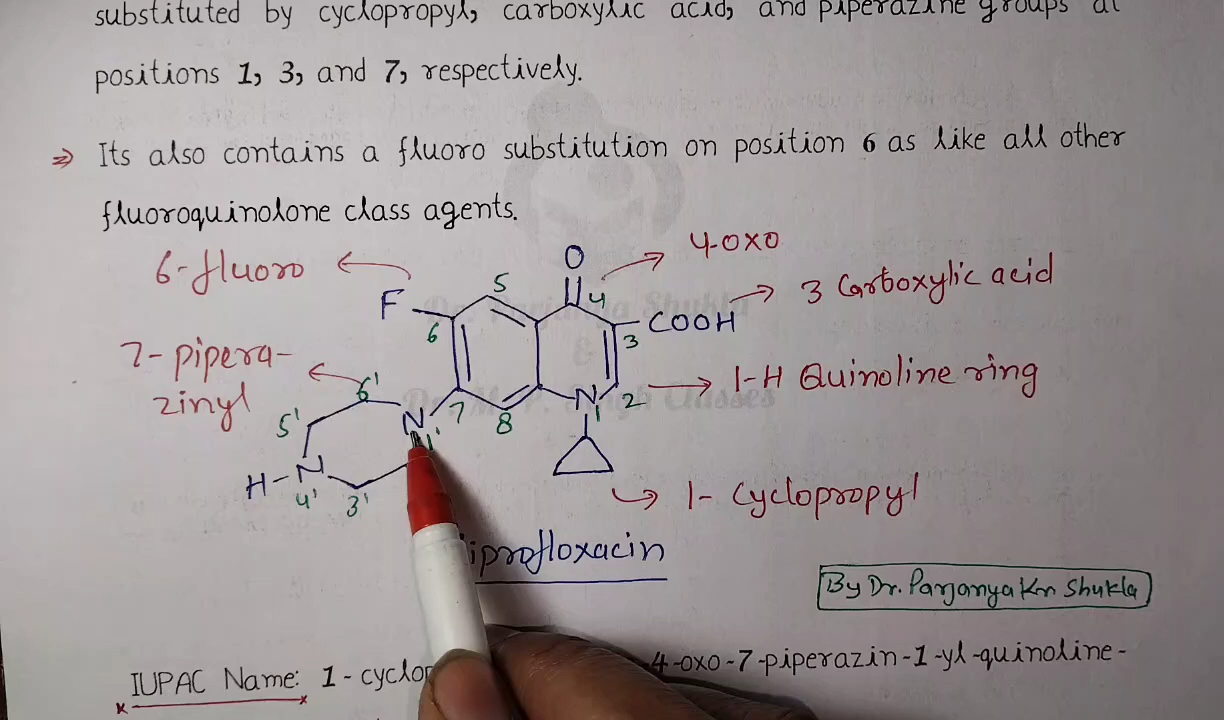 substituted by cyclopropyl, carboxylic acid, and piperazine groups at
positions 1, 3, and 7, respectively.
⇒ Its also contains a fluoro substitution on position 6 as like all other
fluoroquinolone class agents.
6-fluoro
4-oxo
O
3 Carboxylic acid
F
5
4
6
3
COOH
7-pipera-
zinyl
1-H Quinoline ring
6'
5'
N
1'
7
8
N
1
2
H-N
4'
3'
1- Cyclopropyl
iprofloxacin
By Dr. Parjanya Kr Shukla
IUPAC Name: 1-cyclop 4-oxo-7-piperazin-1-yl-quinoline-